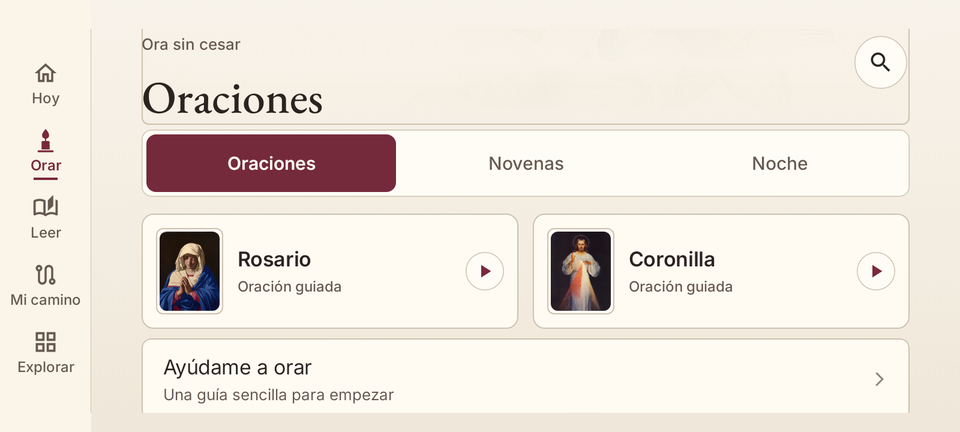 Hoy
Orar
Leer
Mi camino
Explorar
Ora sin cesar
Oraciones
Oraciones
Novenas
Noche
Rosario
Oración guiada
Coronilla
Oración guiada
Ayúdame a orar
Una guía sencilla para empezar